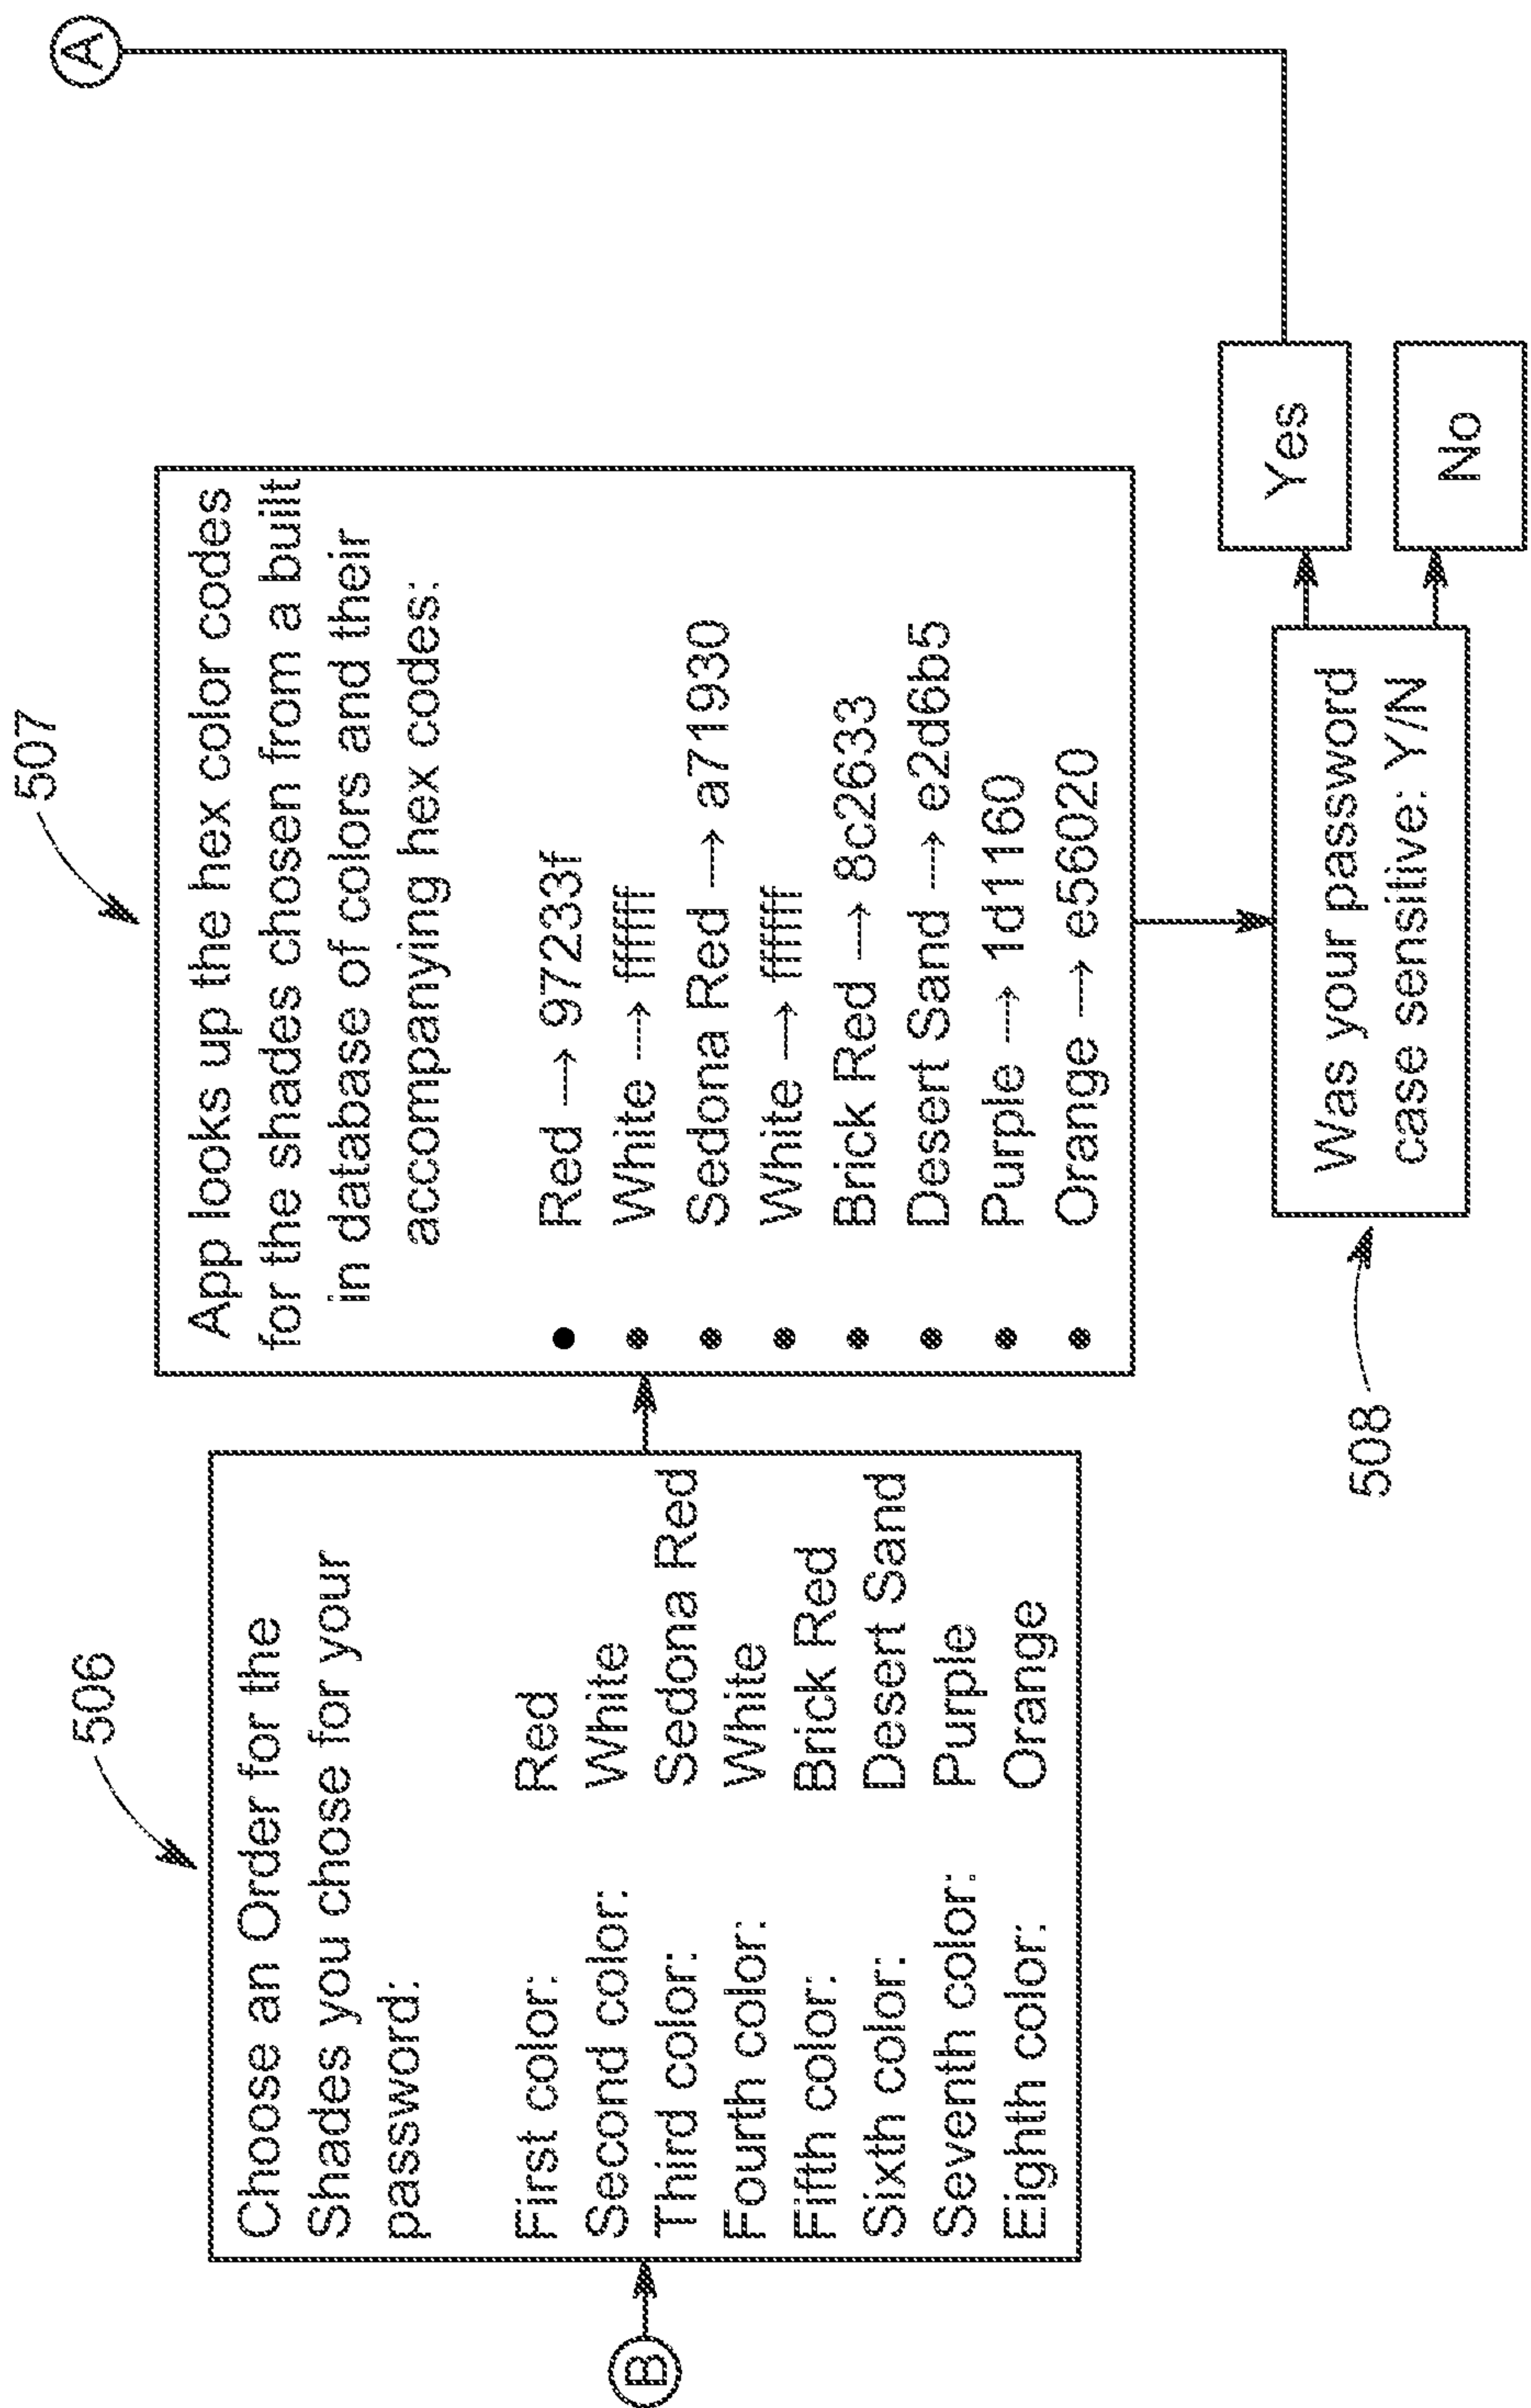 506
Choose an Order for the
Shades you chose for your
password:
First color: Red
Second color: White
Third color: Sedona Red
Fourth color: White
Fifth color: Brick Red
Sixth color: Desert Sand
Seventh color: Purple
Eighth color: Orange
B
507
App looks up the hex color codes
for the shades chosen from a built
in database of colors and their
accompanying hex codes:
• Red → 97233f
• White → ffffff
• Sedona Red → a71930
• White → ffffff
• Brick Red → 8c2633
• Desert Sand → e2d6b5
• Purple → 1d1160
• Orange → e56020
508
Was your password
case sensitive: Y/N
Yes
No
A